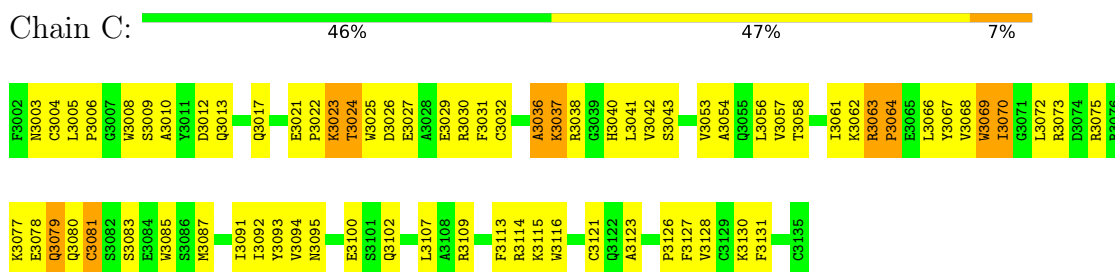 Chain C:
46% 47% 7%
F3002 N3003 C3004 L3005 P3006 G3007 W3008 S3009 A3010 Y3011 D3012 Q3013 Q3017 E3021 P3022 K3023 T3024 W3025 D3026 E3027 A3028 E3029 R3030 F3031 C3032 A3036 K3037 R3038 G3039 H3040 L3041 V3042 S3043 V3053 A3054 Q3055 L3056 V3057 T3058 I3061 K3062 R3063 P3064 E3065 L3066 Y3067 Y3068 W3069 I3070 G3071 L3072 R3073 D3074 R3075 R3076
K3077 E3078 Q3079 Q3080 C3081 S3082 S3083 E3084 W3085 S3086 M3087 I3091 I3092 Y3093 V3094 N3095 E3100 S3101 Q3102 L3107 A3108 R3109 F3113 R3114 K3115 W3116 C3121 Q3122 A3123 P3126 F3127 V3128 C3129 K3130 F3131 C3135